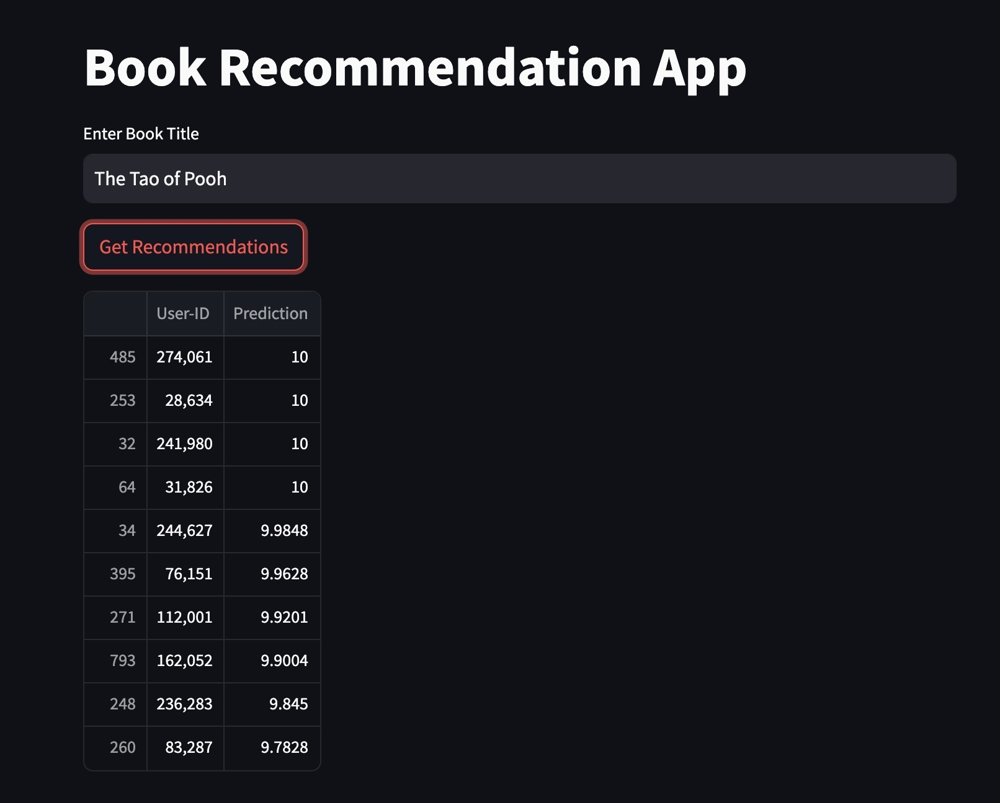 Book Recommendation App
Enter Book Title
The Tao of Pooh
Get Recommendations
User-ID Prediction
485 274,061 10
253 28,634 10
32 241,980 10
64 31,826 10
34 244,627 9.9848
395 76,151 9.9628
271 112,001 9.9201
793 162,052 9.9004
248 236,283 9.845
260 83,287 9.7828